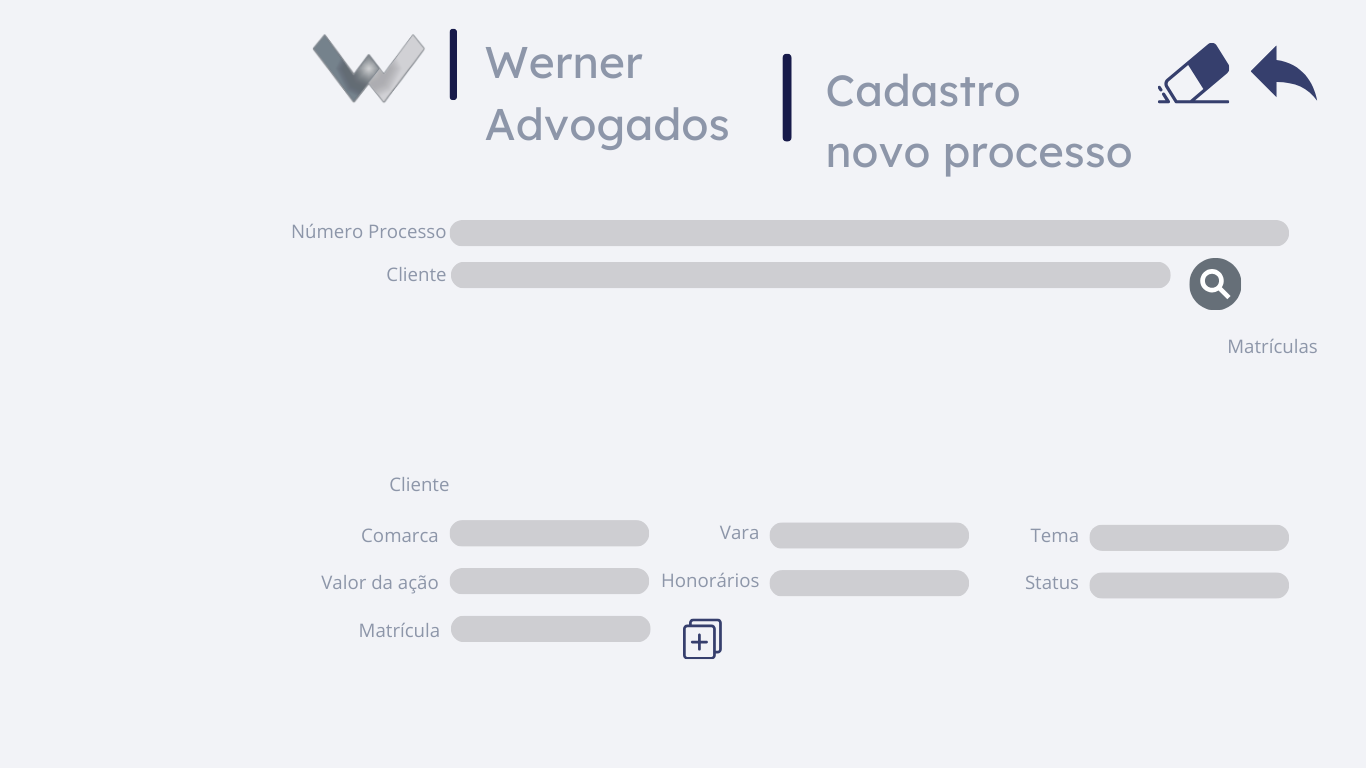 Werner
Advogados
Cadastro
novo processo
Número Processo
Cliente
Matrículas
Cliente
Comarca
Vara
Tema
Valor da ação
Honorários
Status
Matrícula